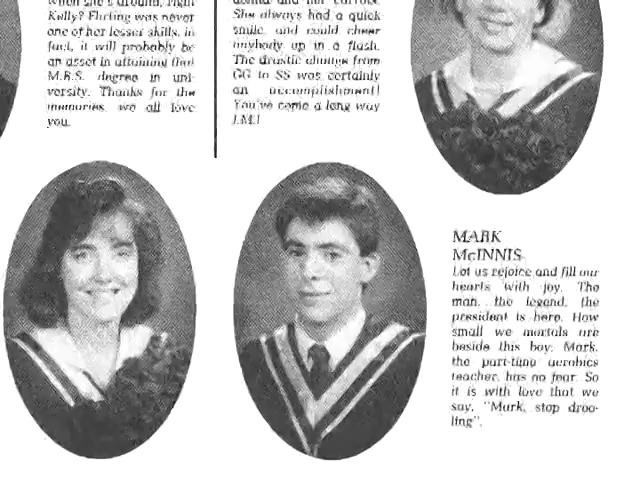 when she's around, right
Kelly? Flirting was never
one of her lesser skills, in
fact, it will probably be
an asset in attaining that
M.R.S. degree in uni-
versity. Thanks for the
memories, we all love
you.
She always had a quick
smile, and could cheer
anybody up in a flash.
The drastic change from
GG to SS was certainly
an accomplishment!
You've come a long way
J.M.!
MARK
McINNIS
Let us rejoice and fill our
hearts with joy. The
man, the legend, the
president is here. How
small we mortals are
beside this boy. Mark,
the part-time aerobics
teacher, has no fear. So
it is with love that we
say, "Mark, stop droo-
ling".